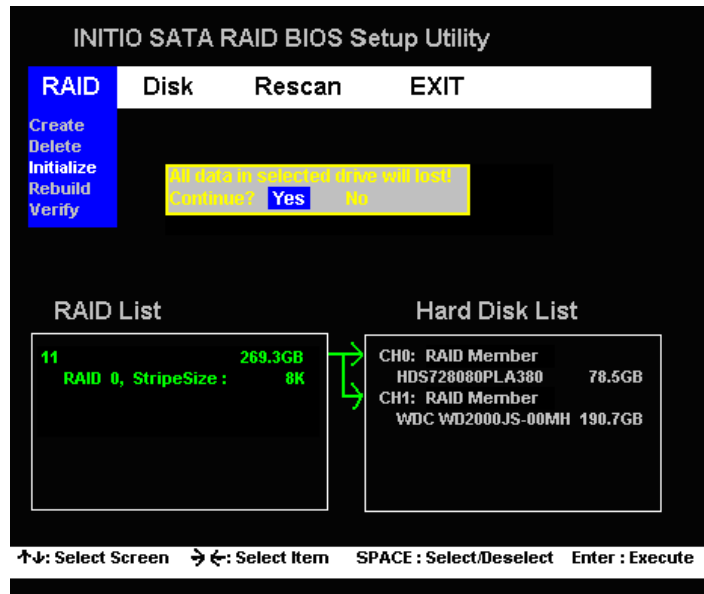 INITIO SATA RAID BIOS Setup Utility
RAID Disk Rescan EXIT
Create
Delete
Initialize
Rebuild
Verify
All data in selected drive will lost!
Continue? Yes No
RAID List
11 269.3GB
RAID 0, StripeSize : 8K
Hard Disk List
CH0: RAID Member
HDS728080PLA380 78.5GB
CH1: RAID Member
WDC WD2000JS-00MH 190.7GB
↑↓: Select Screen →←: Select Item SPACE : Select/Deselect Enter : Execute